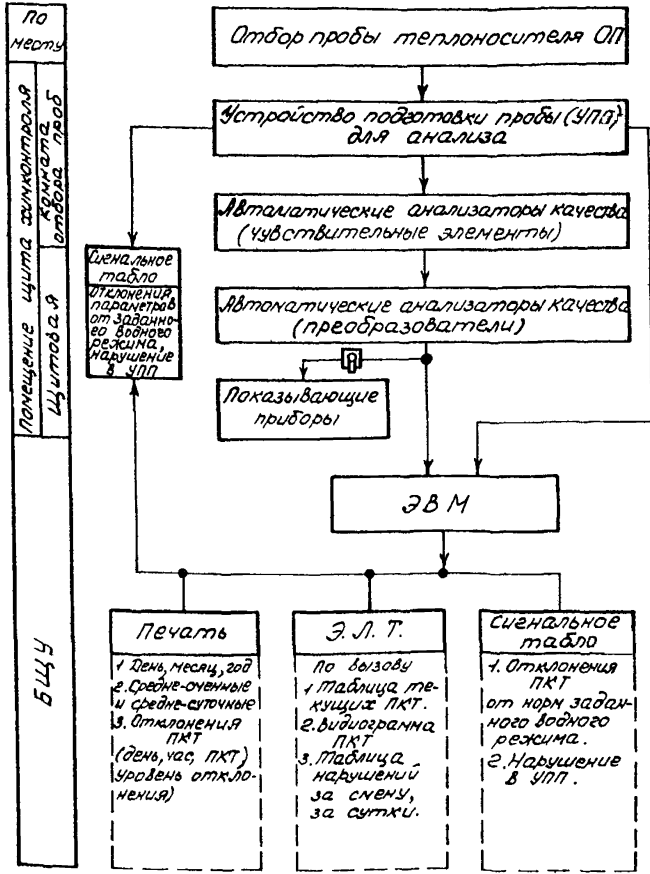 По
месту
Помещение щита химконтроля
комната
отбора проб
Щитовая
БЩУ
Отбор пробы теплоносителя ОП
Устройство подготовки пробы (УПП)
для анализа
Автоматические анализаторы качества
(чувствительные элементы)
Автоматические анализаторы качества
(преобразователи)
Сигнальное
табло
Отклонения
параметров
от заданно-
го водного
режима,
нарушение
в УПП
Показывающие
приборы
ЭВМ
Печать
1 День, месяц, год
2. Средне-сменные
и средне-суточные
3. Отклонения
ПКТ
(день, час, ПКТ,
уровень откло-
нения)
Э.Л.Т.
По вызову
1 Таблица те-
кущих ПКТ.
2. Видиограмма
ПКТ
3. Таблица
нарушений
за смену,
за сутки.
Сигнальное
табло
1. Отклонения
ПКТ
от норм задан-
ного водного
режима.
2. Нарушение
в УПП.